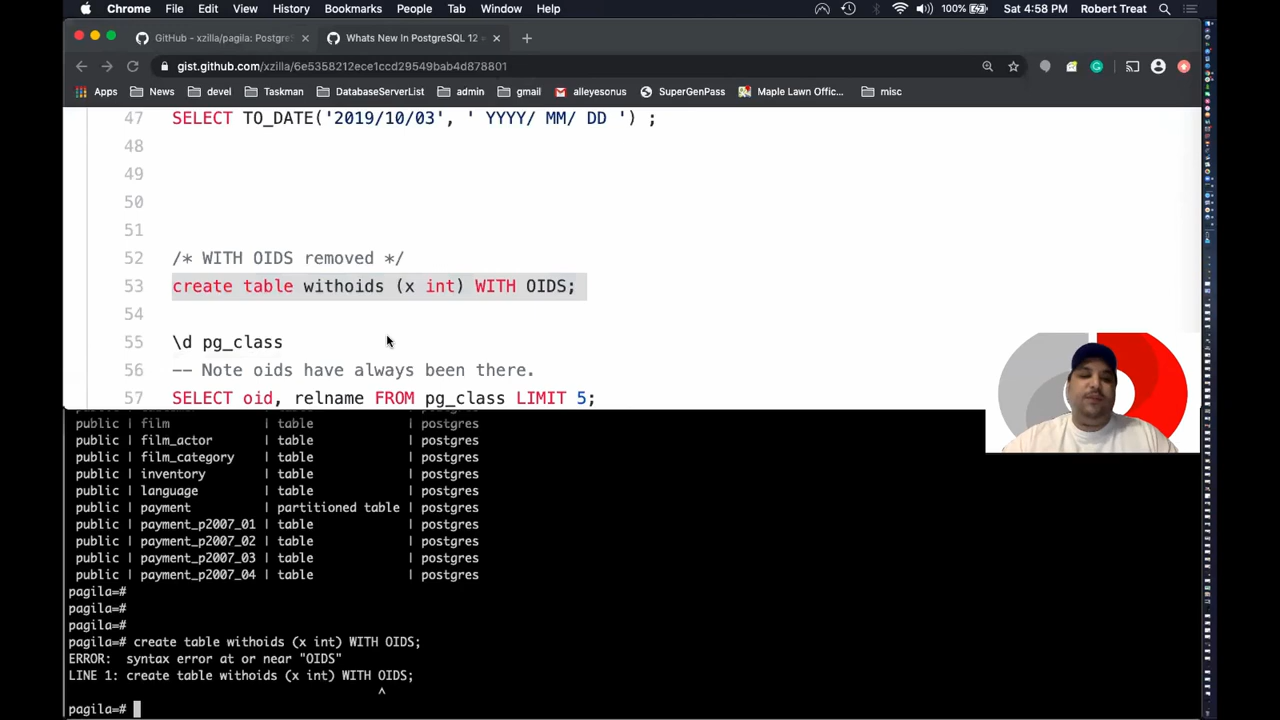 Chrome File Edit View History Bookmarks People Tab Window Help 100% Sat 4:58 PM Robert Treat
GitHub - xzilla/pagila: Postgre × Whats New In PostgreSQL 12 × +
gist.github.com/xzilla/6e5358212ece1ccd29549bab4d878801
Apps News devel Taskman DatabaseServerList admin gmail alleyesonus SuperGenPass Maple Lawn Offic... misc
47 SELECT TO_DATE('2019/10/03', ' YYYY/ MM/ DD ') ;
48
49
50
51
52 /* WITH OIDS removed */
53 create table withoids (x int) WITH OIDS;
54
55 \d pg_class
56 -- Note oids have always been there.
57 SELECT oid, relname FROM pg_class LIMIT 5;
public | film | table | postgres
public | film_actor | table | postgres
public | film_category | table | postgres
public | inventory | table | postgres
public | language | table | postgres
public | payment | partitioned table | postgres
public | payment_p2007_01 | table | postgres
public | payment_p2007_02 | table | postgres
public | payment_p2007_03 | table | postgres
public | payment_p2007_04 | table | postgres
pagila=#
pagila=#
pagila=#
pagila=# create table withoids (x int) WITH OIDS;
ERROR:  syntax error at or near "OIDS"
LINE 1: create table withoids (x int) WITH OIDS;
^
pagila=#